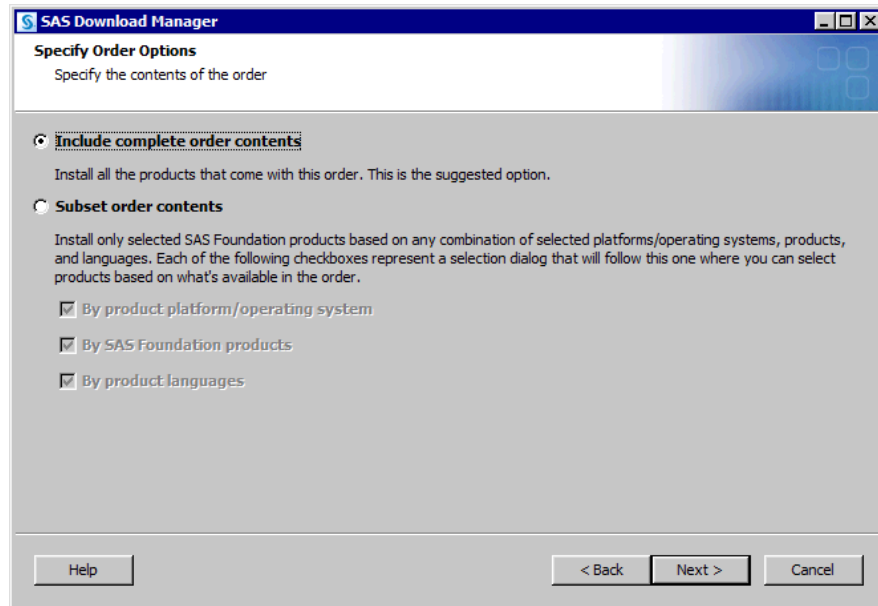 SAS Download Manager
Specify Order Options
Specify the contents of the order
Include complete order contents
Install all the products that come with this order. This is the suggested option.
Subset order contents
Install only selected SAS Foundation products based on any combination of selected platforms/operating systems, products,
and languages. Each of the following checkboxes represent a selection dialog that will follow this one where you can select
products based on what's available in the order.
By product platform/operating system
By SAS Foundation products
By product languages
Help
< Back
Next >
Cancel